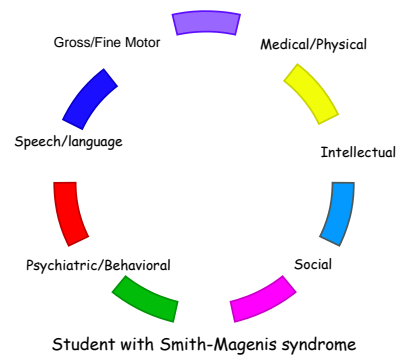 Gross/Fine Motor
Medical/Physical
Speech/language
Intellectual
Psychiatric/Behavioral
Social
Student with Smith-Magenis syndrome